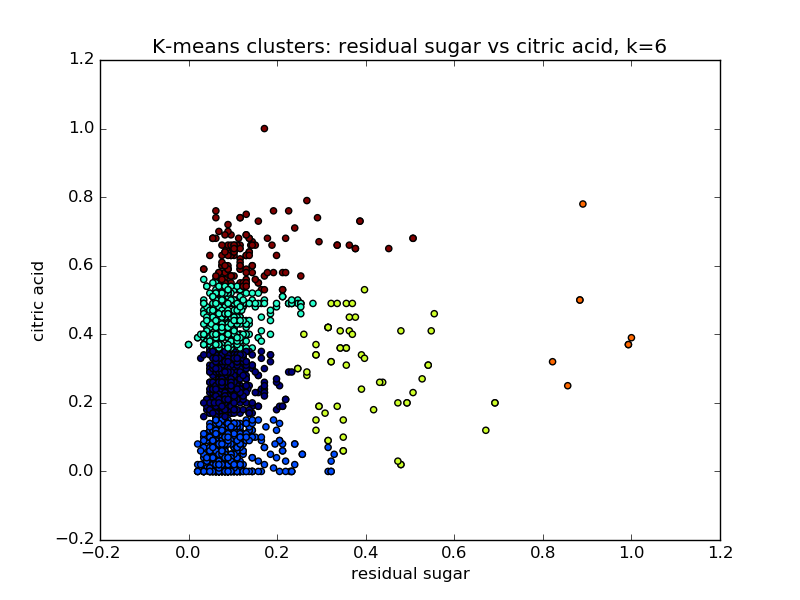 K-means clusters: residual sugar vs citric acid, k=6
1.2
1.0
0.8
0.6
0.4
0.2
0.0
−0.2
citric acid
−0.2 0.0 0.2 0.4 0.6 0.8 1.0 1.2
residual sugar